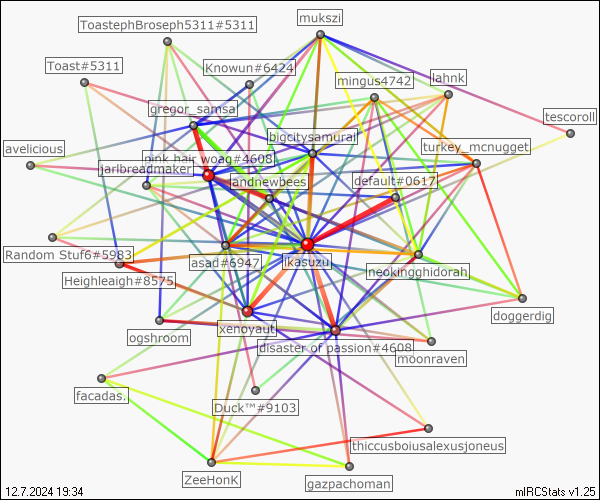 ToastephBroseph5311#5311
mukszi
Toast#5311
Knowun#6424
mingus4742
lahnk
gregor_samsa
tescoroll
bigcitysamurai
turkey_mcnugget
avelicious
pink hair woag#4608
jarlbreadmaker
andnewbees
default#0617
Random Stuf6#5983
asad#6947
ikasuzu
neokingghidorah
Heighleaigh#8575
doggerdig
ogshroom
xenoyaut
disaster of passion#4608
moonraven
facadas.
Duck™#9103
thiccusboiusalexusjoneus
ZeeHonK
gazpachoman
12.7.2024 19:34
mIRCStats v1.25